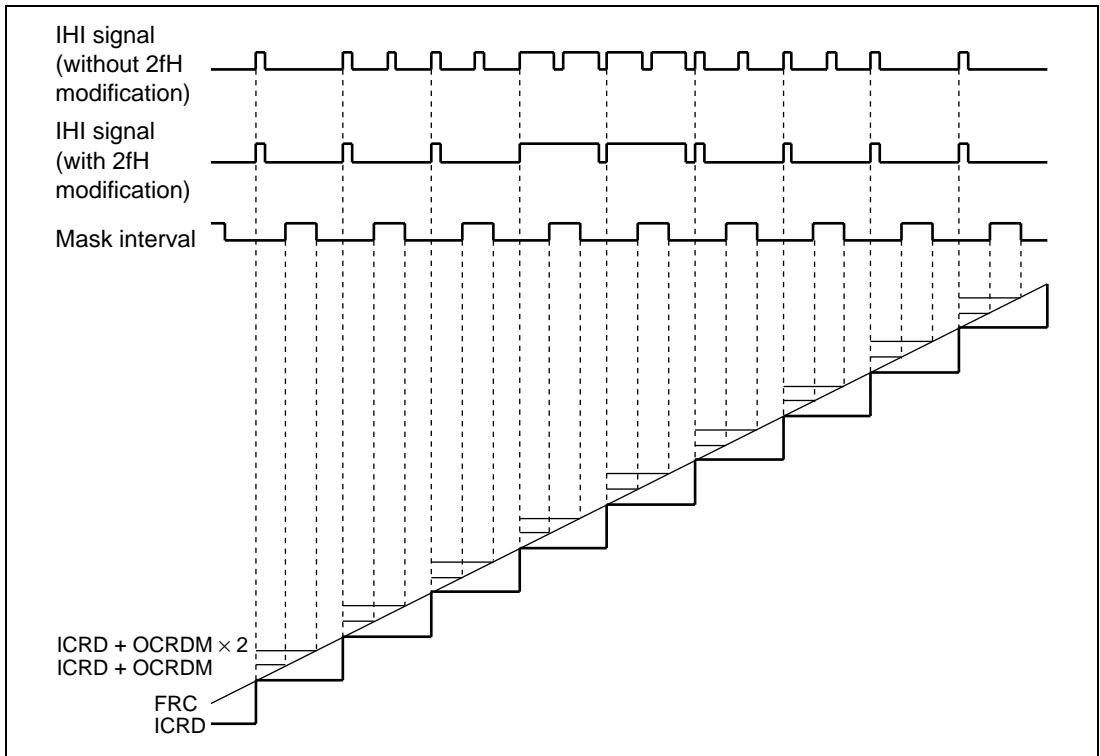 IHI signal
(without 2fH
modification)
IHI signal
(with 2fH
modification)
Mask interval
ICRD + OCRDM × 2
ICRD + OCRDM
FRC
ICRD